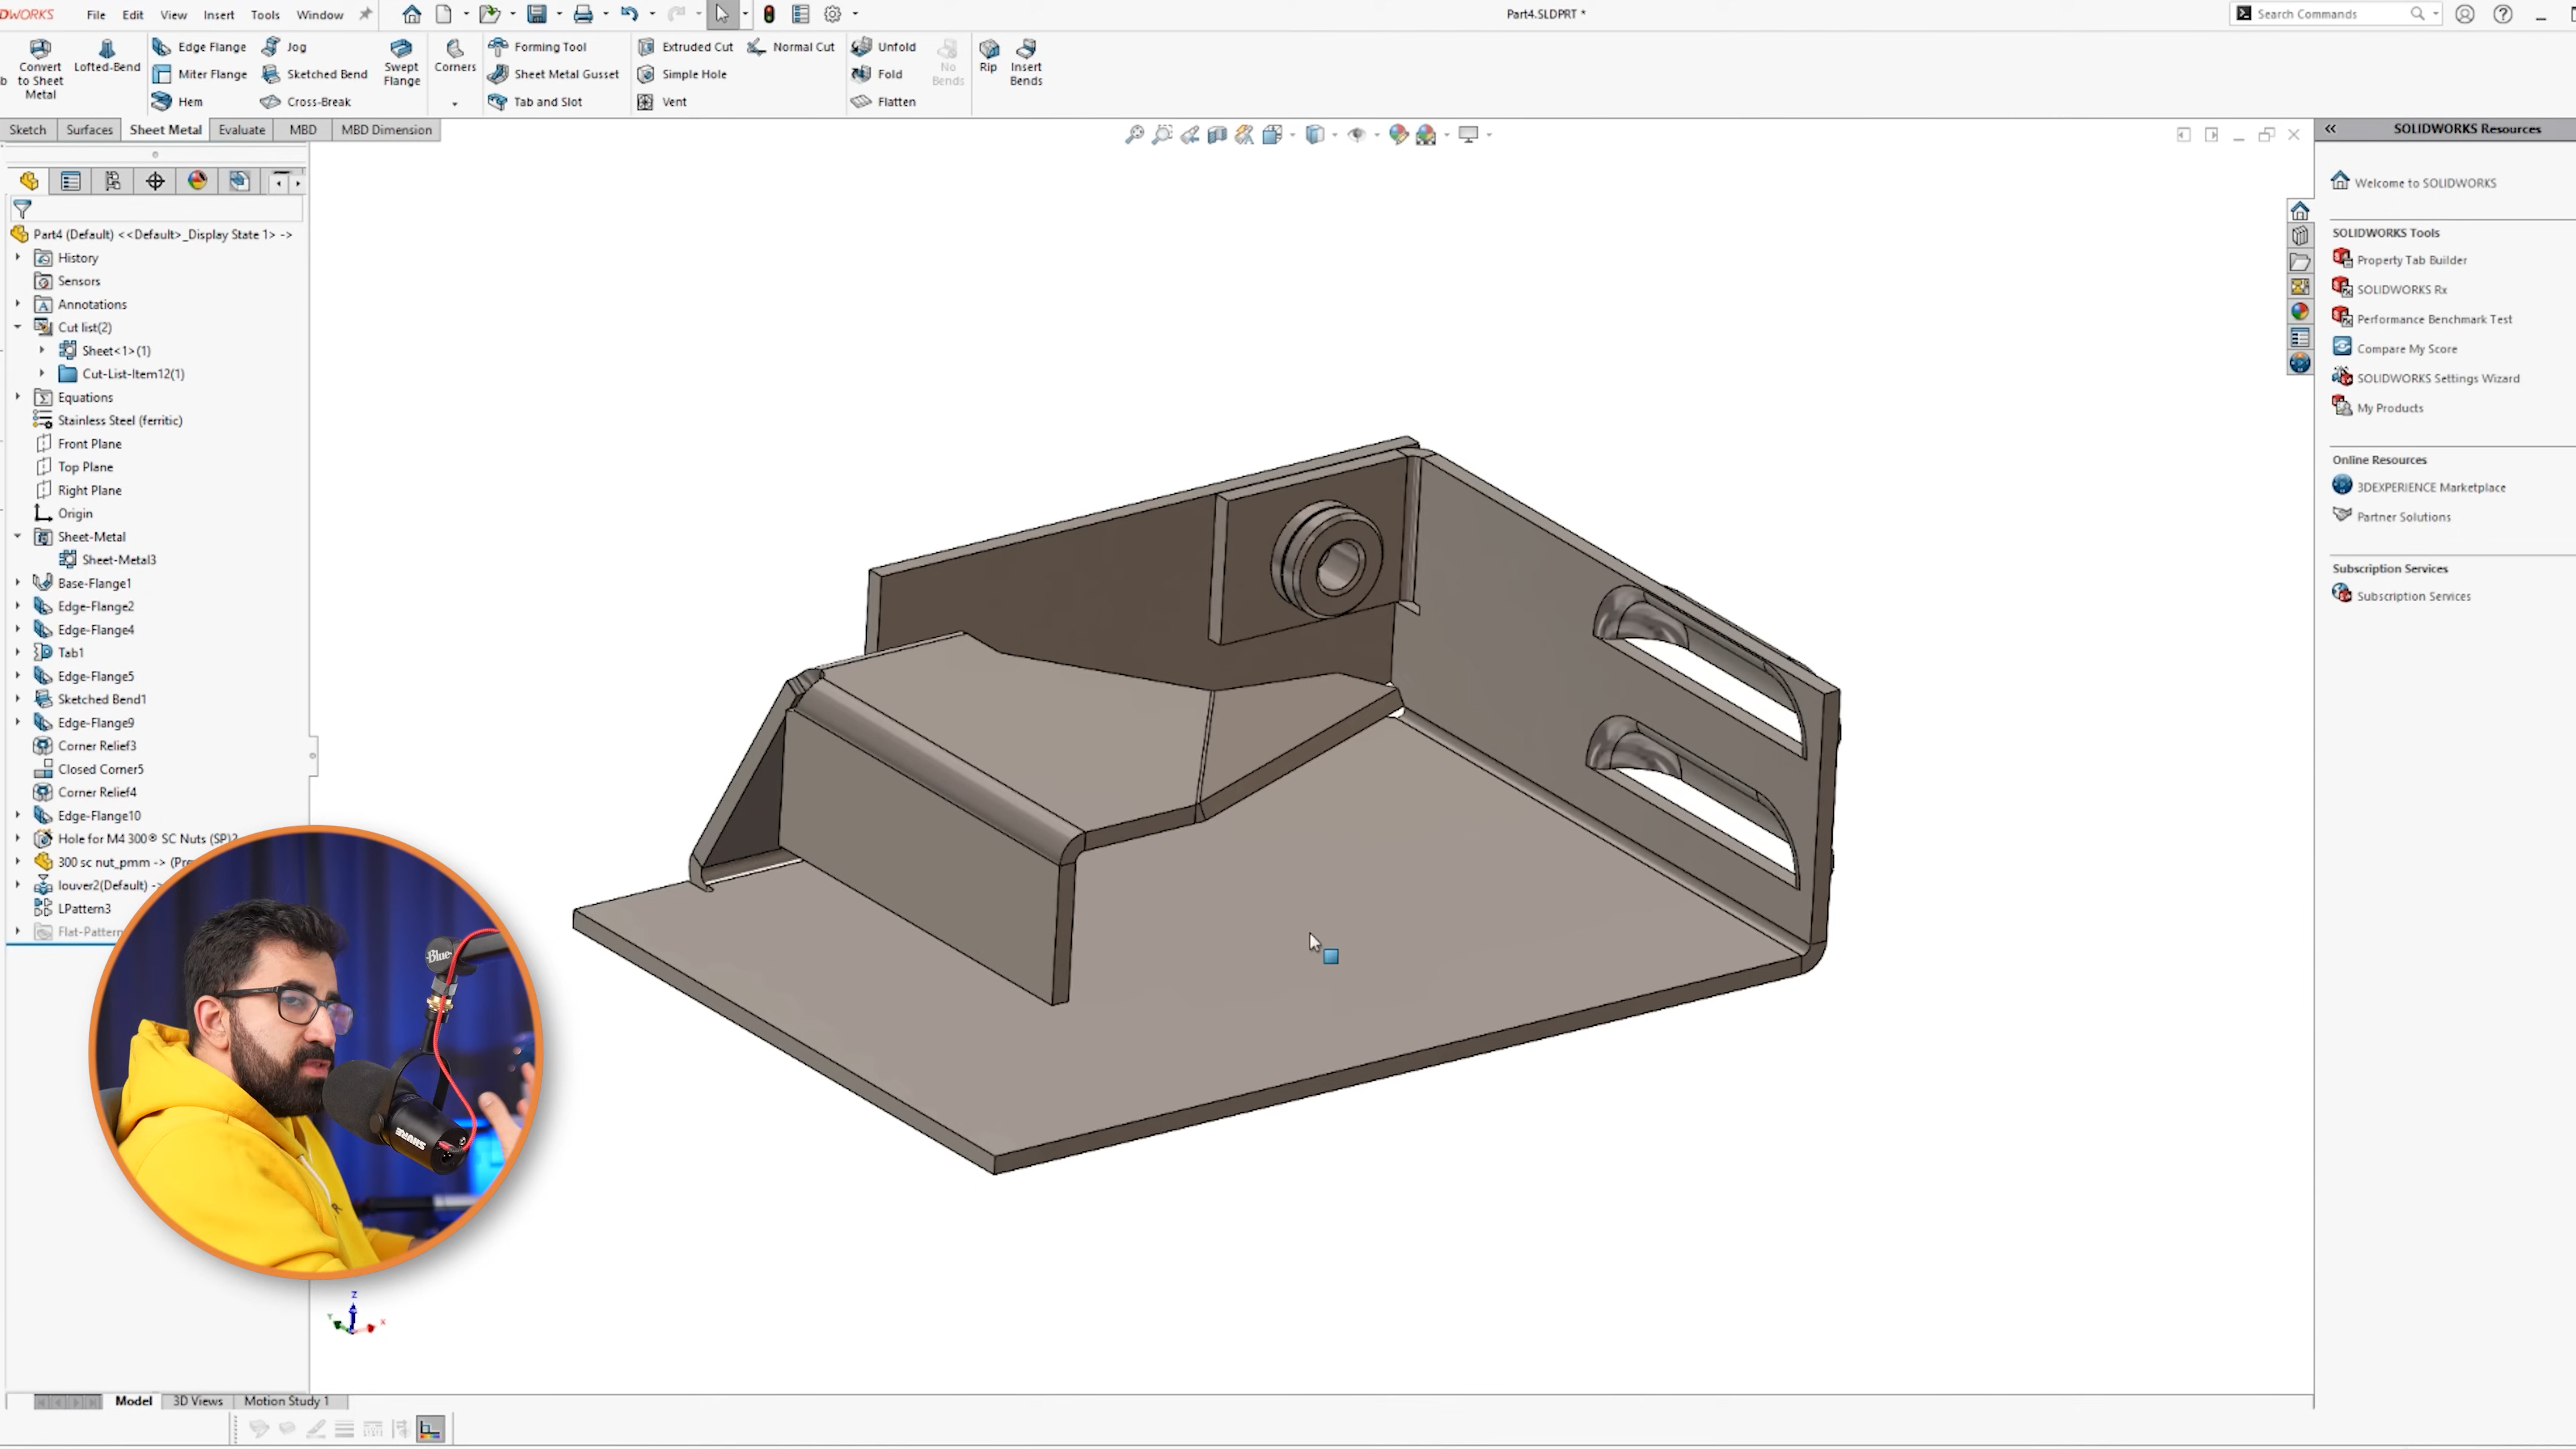 DWORKS File Edit View Insert Tools Window Part4.SLDPRT * Search Commands
Convert to Sheet Metal
Lofted-Bend
Edge Flange
Miter Flange
Hem
Jog
Sketched Bend
Cross-Break
Swept Flange
Corners
Forming Tool
Sheet Metal Gusset
Tab and Slot
Extruded Cut
Simple Hole
Vent
Normal Cut
Unfold
Fold
Flatten
No Bends
Rip
Insert Bends
Sketch Surfaces Sheet Metal Evaluate MBD MBD Dimension
Part4 (Default) <<Default>_Display State 1> ->
History
Sensors
Annotations
Cut list(2)
Sheet<1>(1)
Cut-List-Item12(1)
Equations
Stainless Steel (ferritic)
Front Plane
Top Plane
Right Plane
Origin
Sheet-Metal
Sheet-Metal3
Base-Flange1
Edge-Flange2
Edge-Flange4
Tab1
Edge-Flange5
Sketched Bend1
Edge-Flange9
Corner Relief3
Closed Corner5
Corner Relief4
Edge-Flange10
Hole for M4 300® SC Nuts (SP)2
300 sc nut_pmm -> (Pre
louver2(Default) ->
LPattern3
Flat-Pattern
Blue
SHURE
R
Z
Y
X
Model 3D Views Motion Study 1
SOLIDWORKS Resources
Welcome to SOLIDWORKS
SOLIDWORKS Tools
Property Tab Builder
SOLIDWORKS Rx
Performance Benchmark Test
Compare My Score
SOLIDWORKS Settings Wizard
My Products
Online Resources
3DEXPERIENCE Marketplace
Partner Solutions
Subscription Services
Subscription Services